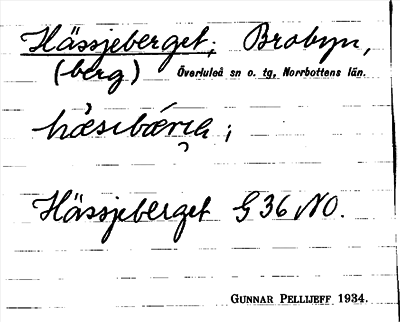 Hässjeberget; Brobyn,
(berg) Överluleå sn o. tg, Norrbottens län.
Hässjeberget G 36 NO.
GUNNAR PELLIJEFF 1934.